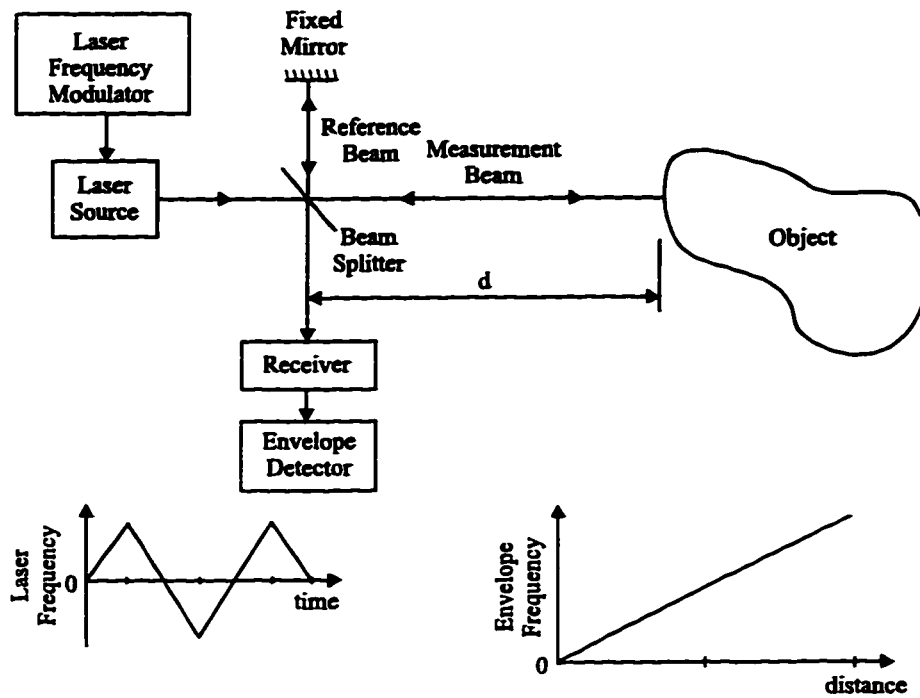 Laser
Frequency
Modulator
Fixed
Mirror
Reference
Beam
Measurement
Beam
Laser
Source
Beam
Splitter
Object
d
Receiver
Envelope
Detector
Laser
Frequency
0
time
Envelope
Frequency
0
distance